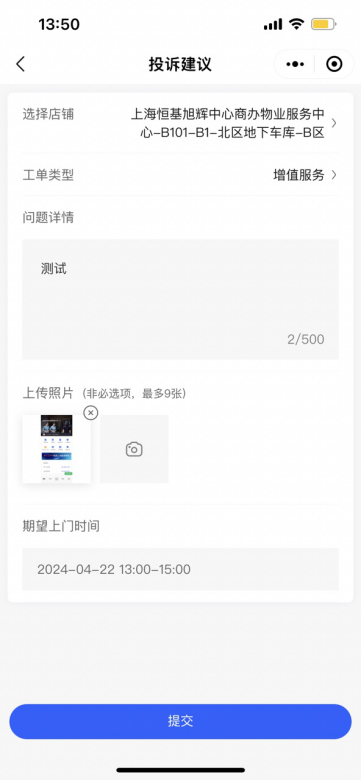 13:50
投诉建议
选择店铺
上海恒基旭辉中心商办物业服务中
心-B101-B1-北区地下车库-B区
工单类型
增值服务
问题详情
测试
2/500
上传照片 (非必选项，最多9张)
期望上门时间
2024-04-22 13:00-15:00
提交